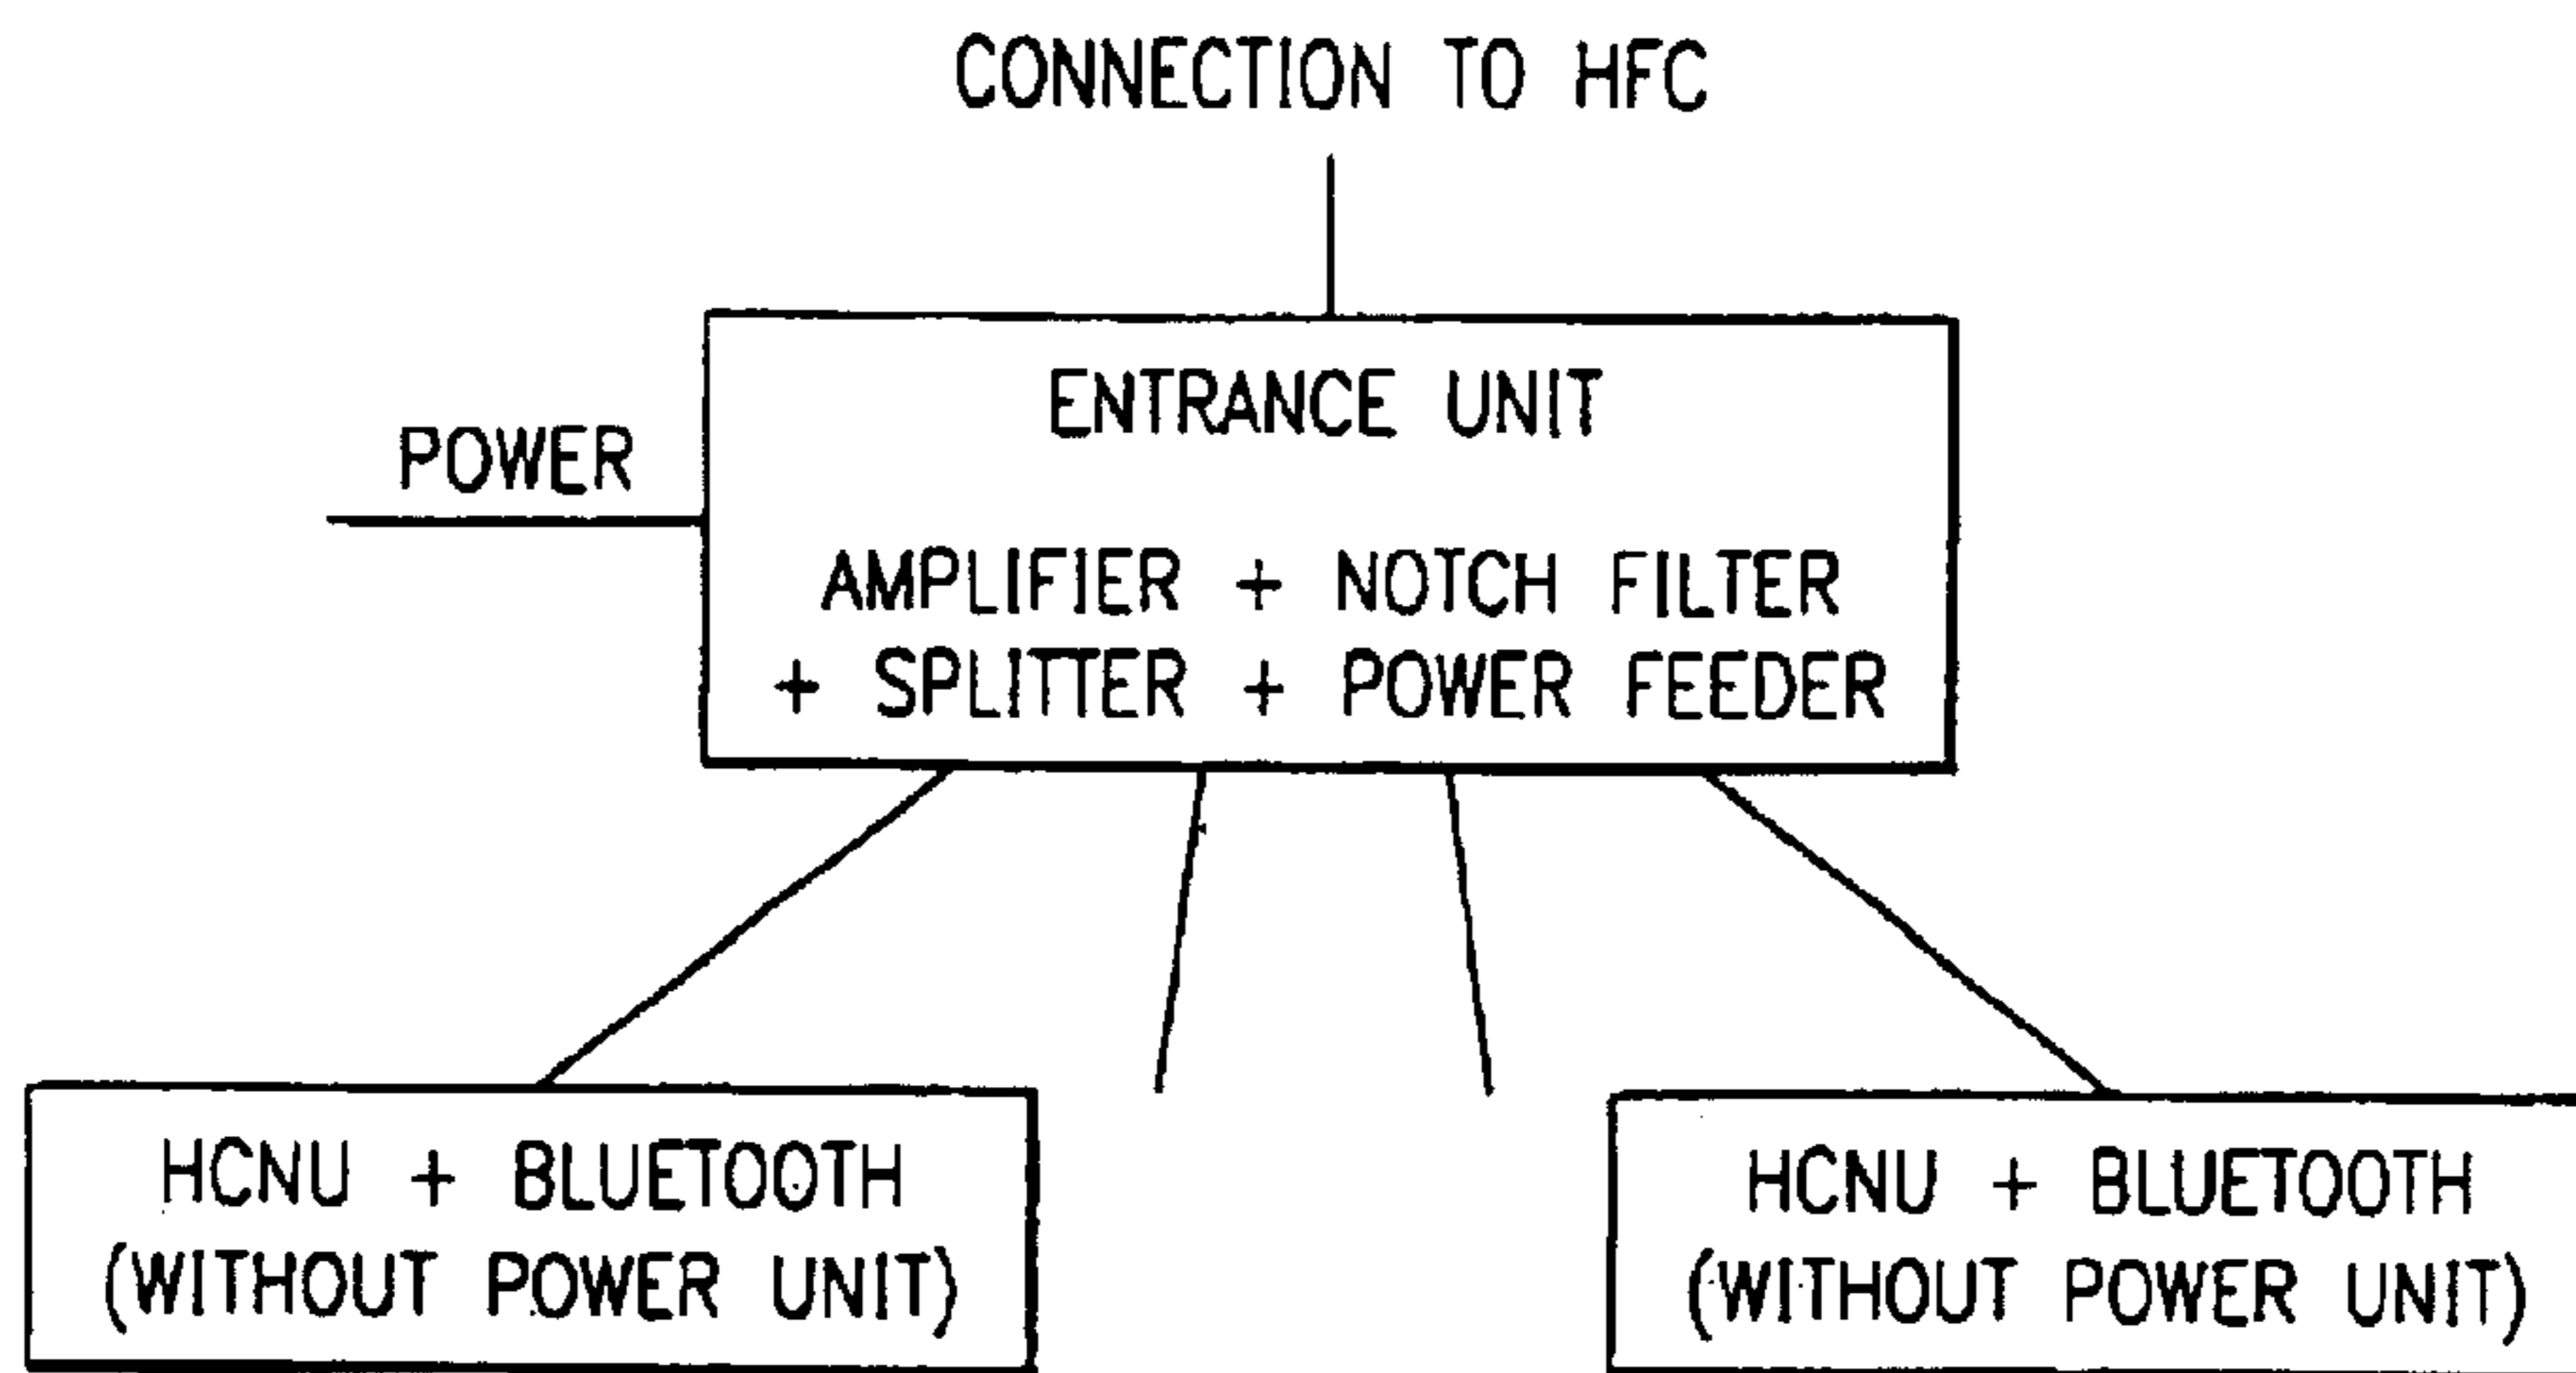 CONNECTION TO HFC
ENTRANCE UNIT
POWER
AMPLIFIER + NOTCH FILTER
+ SPLITTER + POWER FEEDER
HCNU + BLUETOOTH
(WITHOUT POWER UNIT)
HCNU + BLUETOOTH
(WITHOUT POWER UNIT)